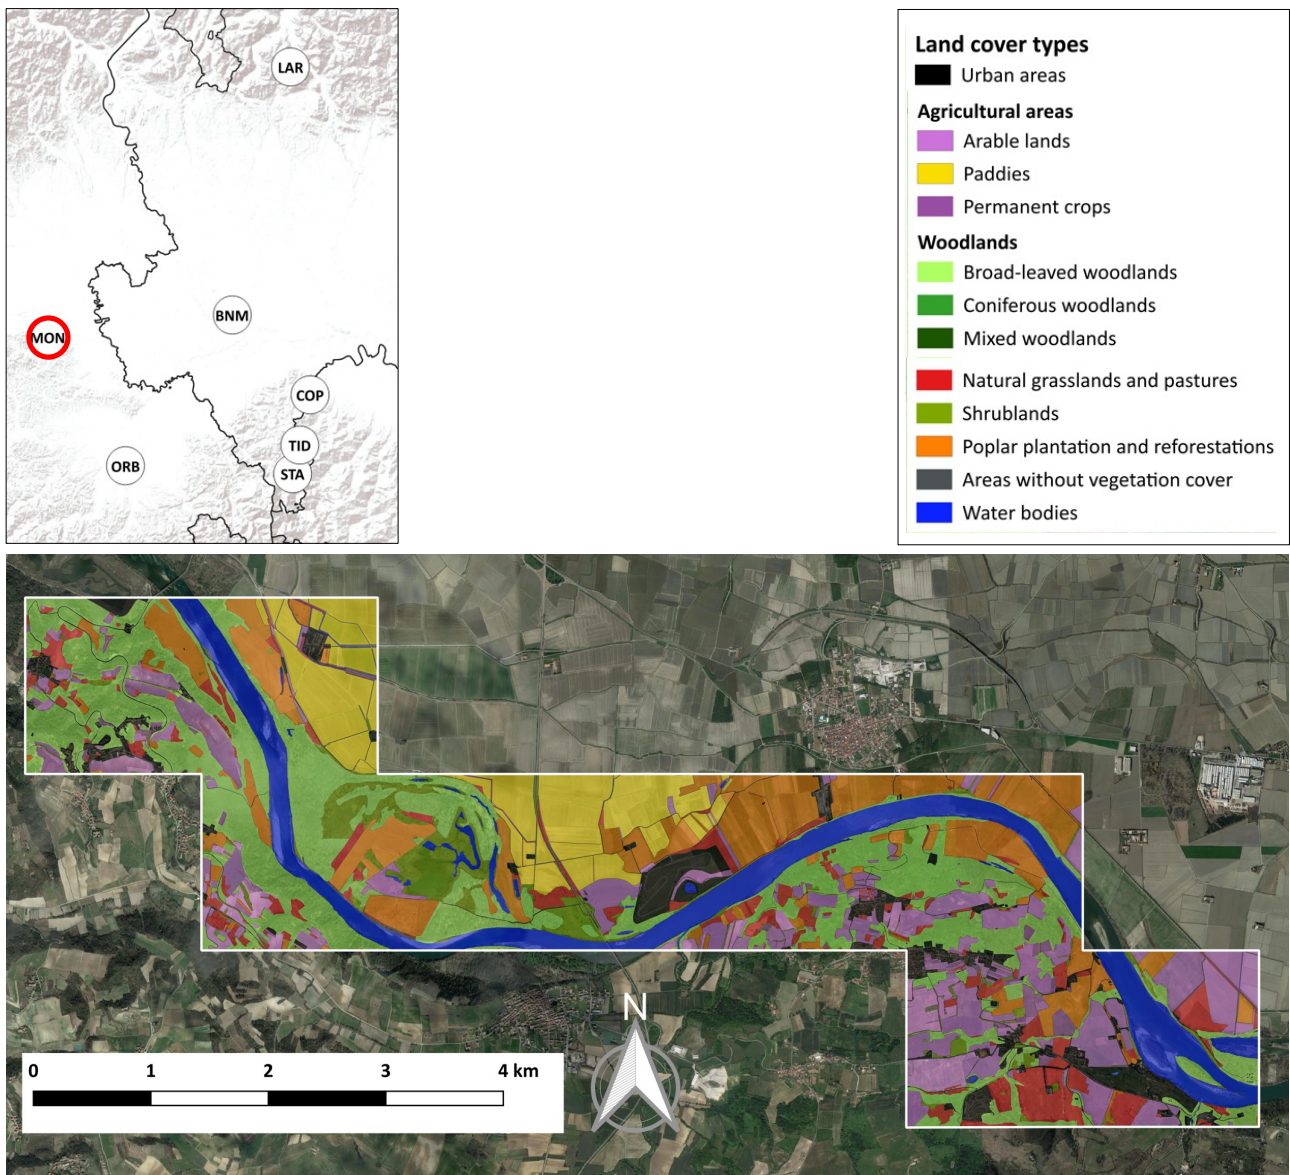 LAR
MON
BNM
COP
TID
STA
ORB
Land cover types
Urban areas
Agricultural areas
Arable lands
Paddies
Permanent crops
Woodlands
Broad-leaved woodlands
Coniferous woodlands
Mixed woodlands
Natural grasslands and pastures
Shrublands
Poplar plantation and reforestations
Areas without vegetation cover
Water bodies
N
0 1 2 3 4 km